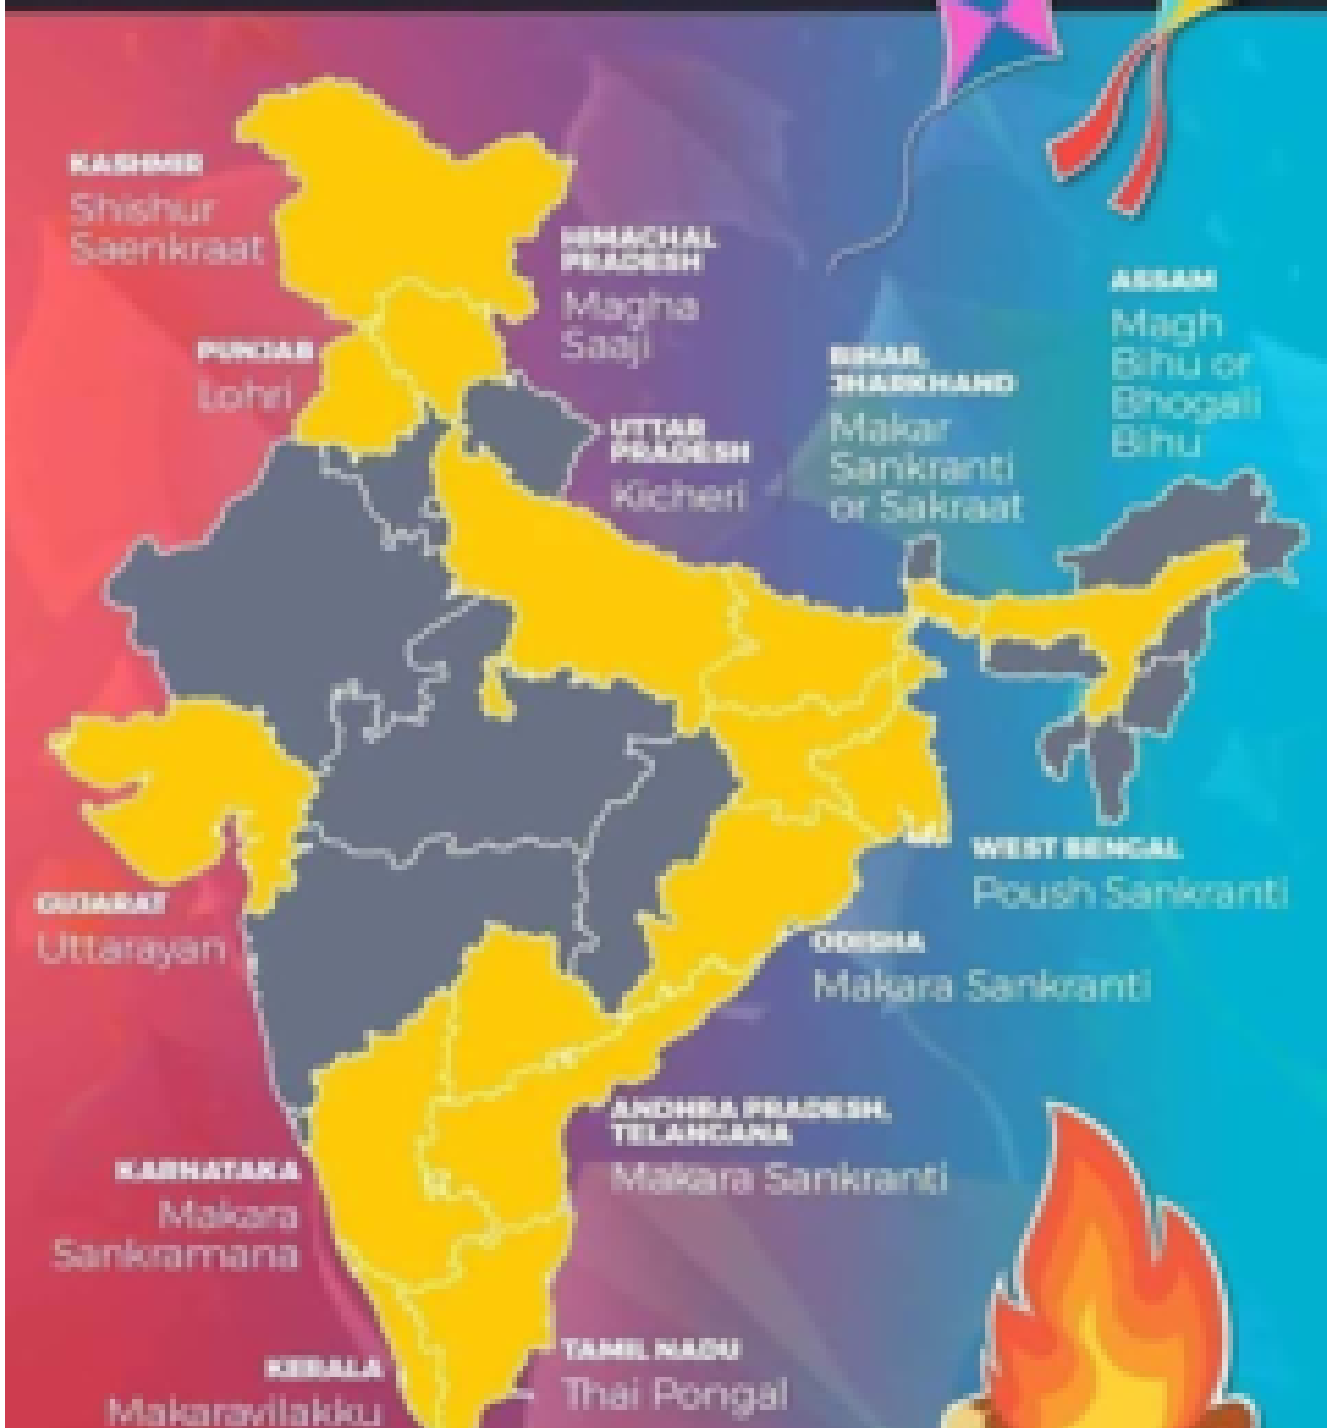 KASHMIR
Shishur
Saenkraat
HIMACHAL
PRADESH
Magha
Saaji
PUNJAB
Lohri
UTTAR
PRADESH
Kicheri
BIHAR,
JHARKHAND
Makar
Sankranti
or Sakraat
ASSAM
Magh
Bihu or
Bhogali
Bihu
GUJARAT
Uttarayan
WEST BENGAL
Poush Sankranti
ODISHA
Makara Sankranti
ANDHRA PRADESH,
TELANGANA
Makara Sankranti
KARNATAKA
Makara
Sankramana
KERALA
Makaravilakku
TAMIL NADU
Thai Pongal